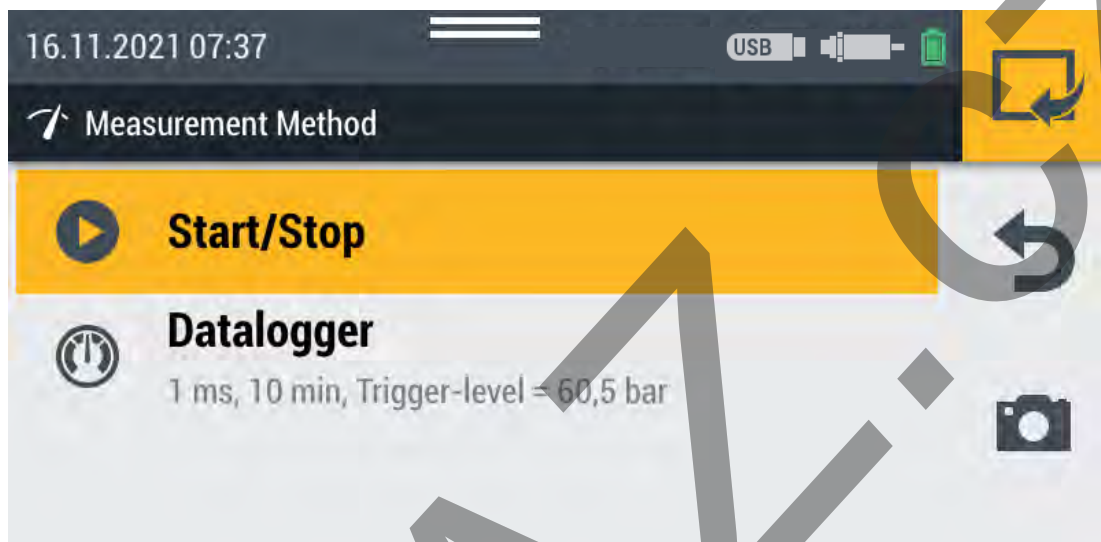 16.11.2021 07:37
USB
Measurement Method
Start/Stop
Datalogger
1 ms, 10 min, Trigger-level = 60,5 bar